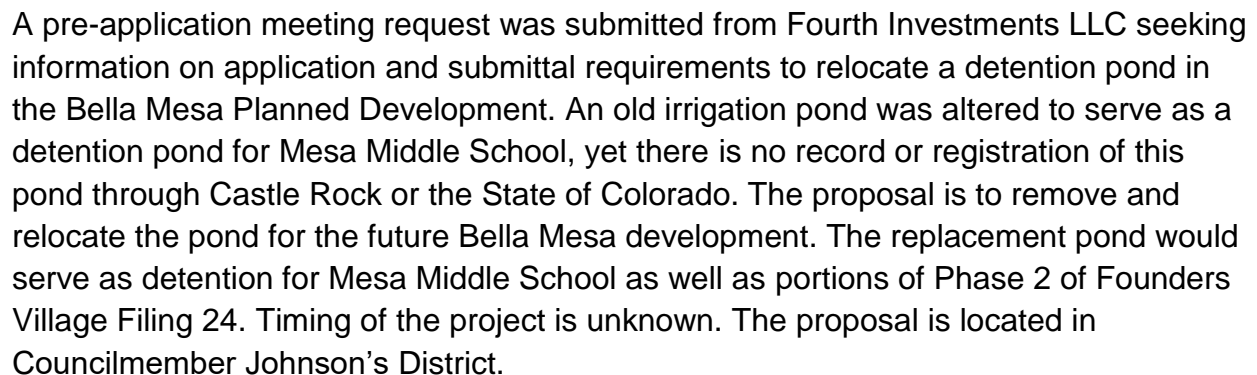 A pre-application meeting request was submitted from Fourth Investments LLC seeking
information on application and submittal requirements to relocate a detention pond in
the Bella Mesa Planned Development. An old irrigation pond was altered to serve as a
detention pond for Mesa Middle School, yet there is no record or registration of this
pond through Castle Rock or the State of Colorado. The proposal is to remove and
relocate the pond for the future Bella Mesa development. The replacement pond would
serve as detention for Mesa Middle School as well as portions of Phase 2 of Founders
Village Filing 24. Timing of the project is unknown. The proposal is located in
Councilmember Johnson’s District.